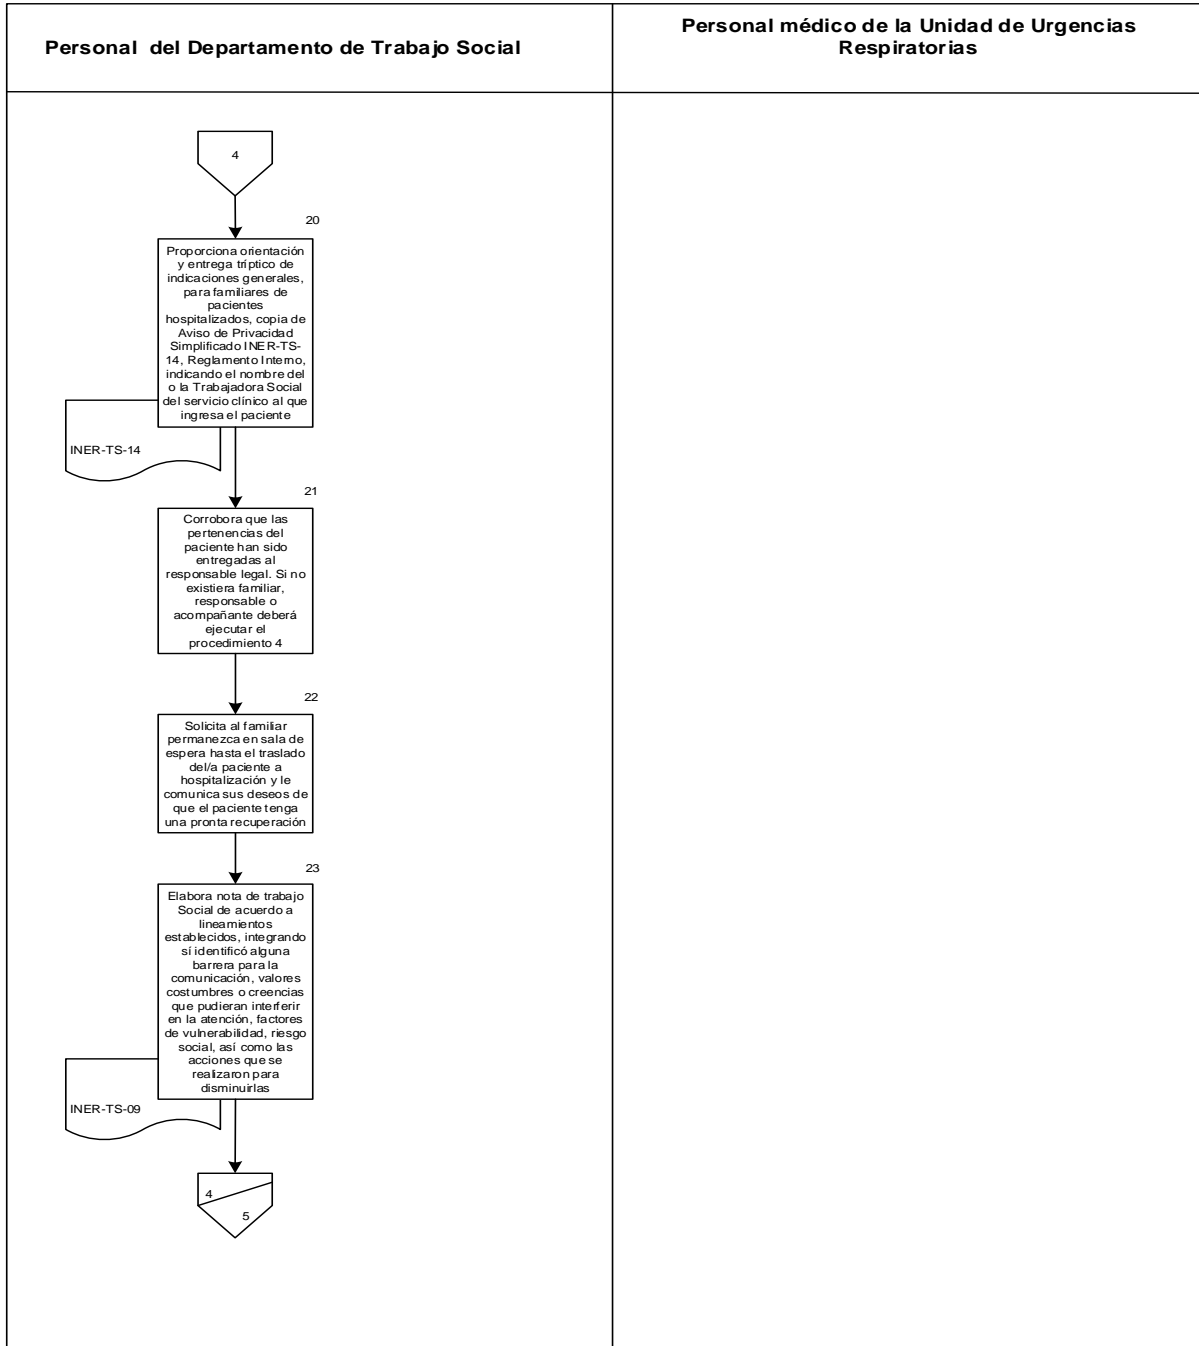 Personal del Departamento de Trabajo Social
Personal médico de la Unidad de Urgencias
Respiratorias
4
20
Proporciona orientación
y entrega tríptico de
indicaciones generales,
para familiares de
pacientes
hospitalizados, copia de
Aviso de Privacidad
Simplificado INER-TS-
14, Reglamento Interno,
indicando el nombre del
o la Trabajadora Social
del servicio clínico al que
ingresa el paciente
INER-TS-14
21
Corrobora que las
pertenencias del
paciente han sido
entregadas al
responsable legal. Si no
existiera familiar,
responsable o
acompañante deberá
ejecutar el
procedimiento 4
22
Solicita al familiar
permanezca en sala de
espera hasta el traslado
del/a paciente a
hospitalización y le
comunica sus deseos de
que el paciente tenga
una pronta recuperación
23
Elabora nota de trabajo
Social de acuerdo a
lineamientos
establecidos, integrando
sí identificó alguna
barrera para la
comunicación, valores
costumbres o creencias
que pudieran interferir
en la atención, factores
de vulnerabilidad, riesgo
social, así como las
acciones que se
realizaron para
disminuirlas
INER-TS-09
4
5